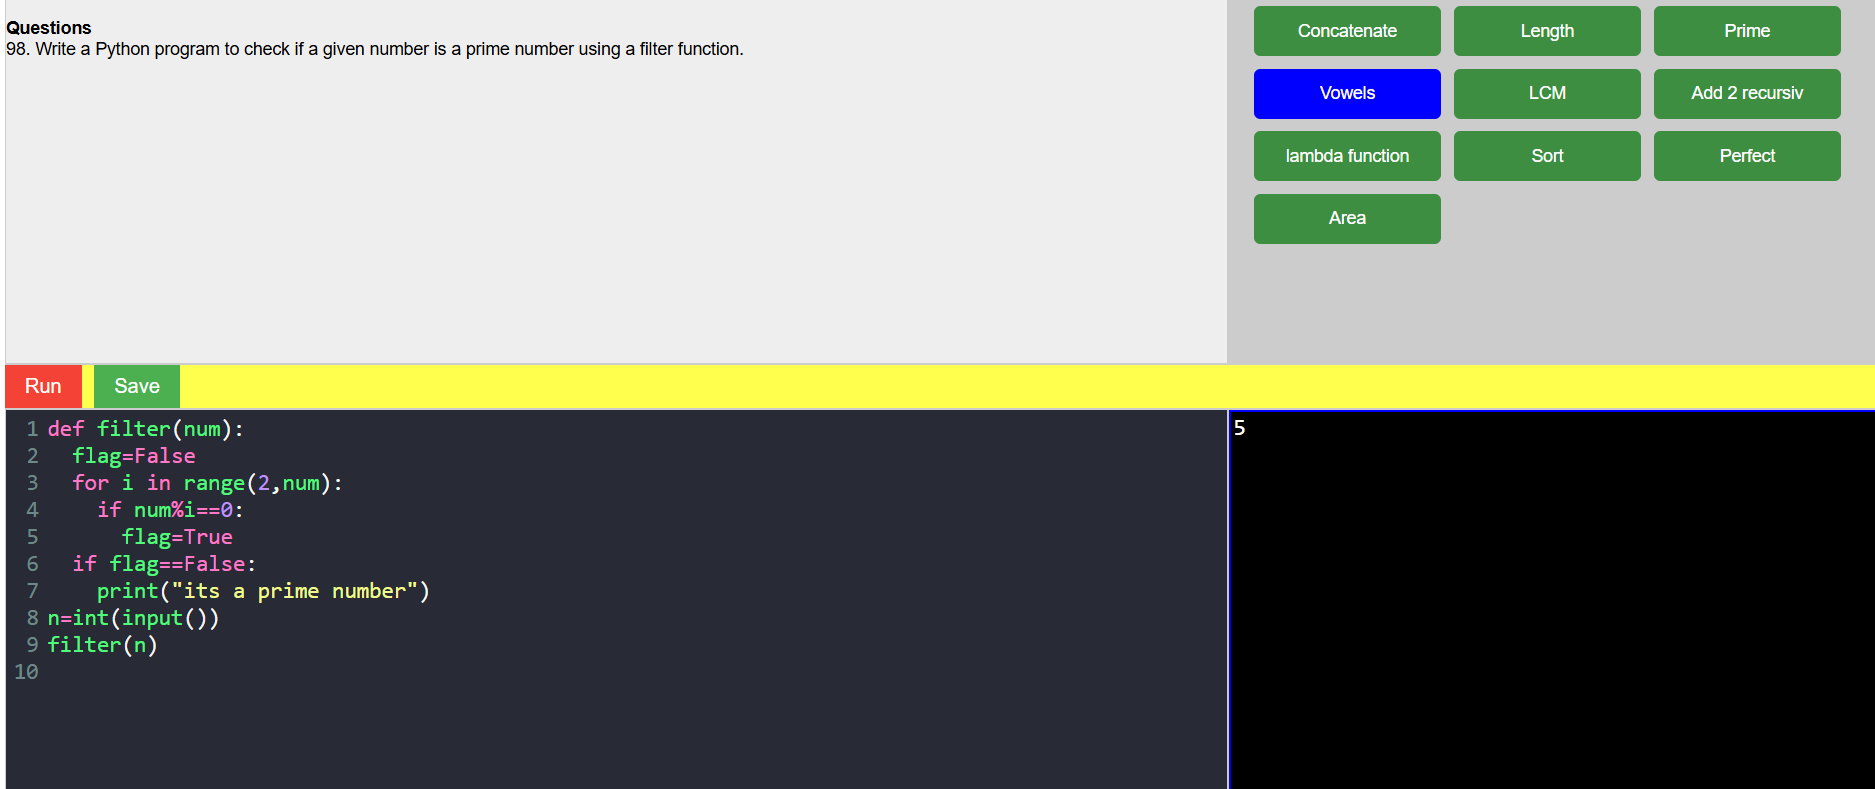 Questions
98. Write a Python program to check if a given number is a prime number using a filter function.
Concatenate
Length
Prime
Vowels
LCM
Add 2 recursiv
lambda function
Sort
Perfect
Area
Run
Save
1 def filter(num):
2   flag=False
3   for i in range(2,num):
4     if num%i==0:
5       flag=True
6   if flag==False:
7     print("its a prime number")
8 n=int(input())
9 filter(n)
10
5